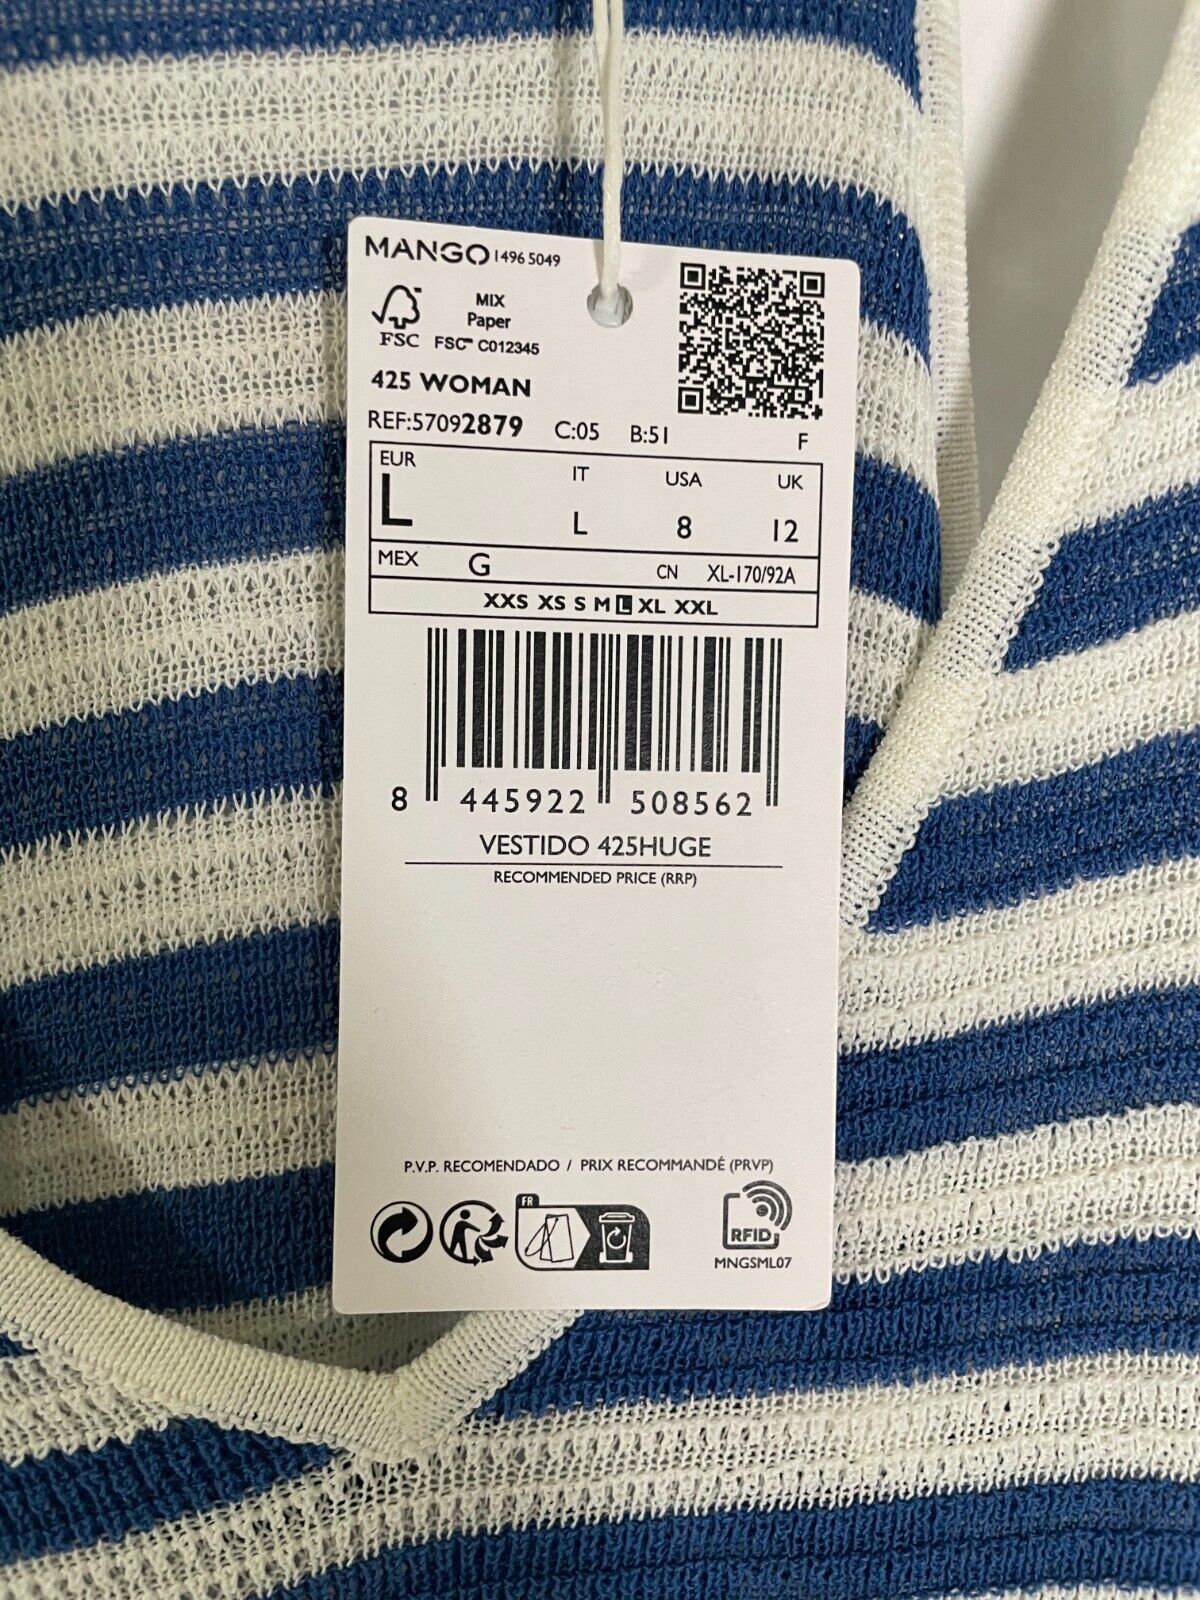 MANGO 1496 5049
MIX
Paper
FSC FSC™ C012345
425 WOMAN
REF:57092879 C:05 B:51 F
EUR IT USA UK
L L 8 12
MEX G CN XL-170/92A
XXS XS S M L XL XXL
8 445922 508562
VESTIDO 425HUGE
RECOMMENDED PRICE (RRP)
P.V.P. RECOMENDADO / PRIX RECOMMANDÉ (PRVP)
FR
RFID
MNGSML07